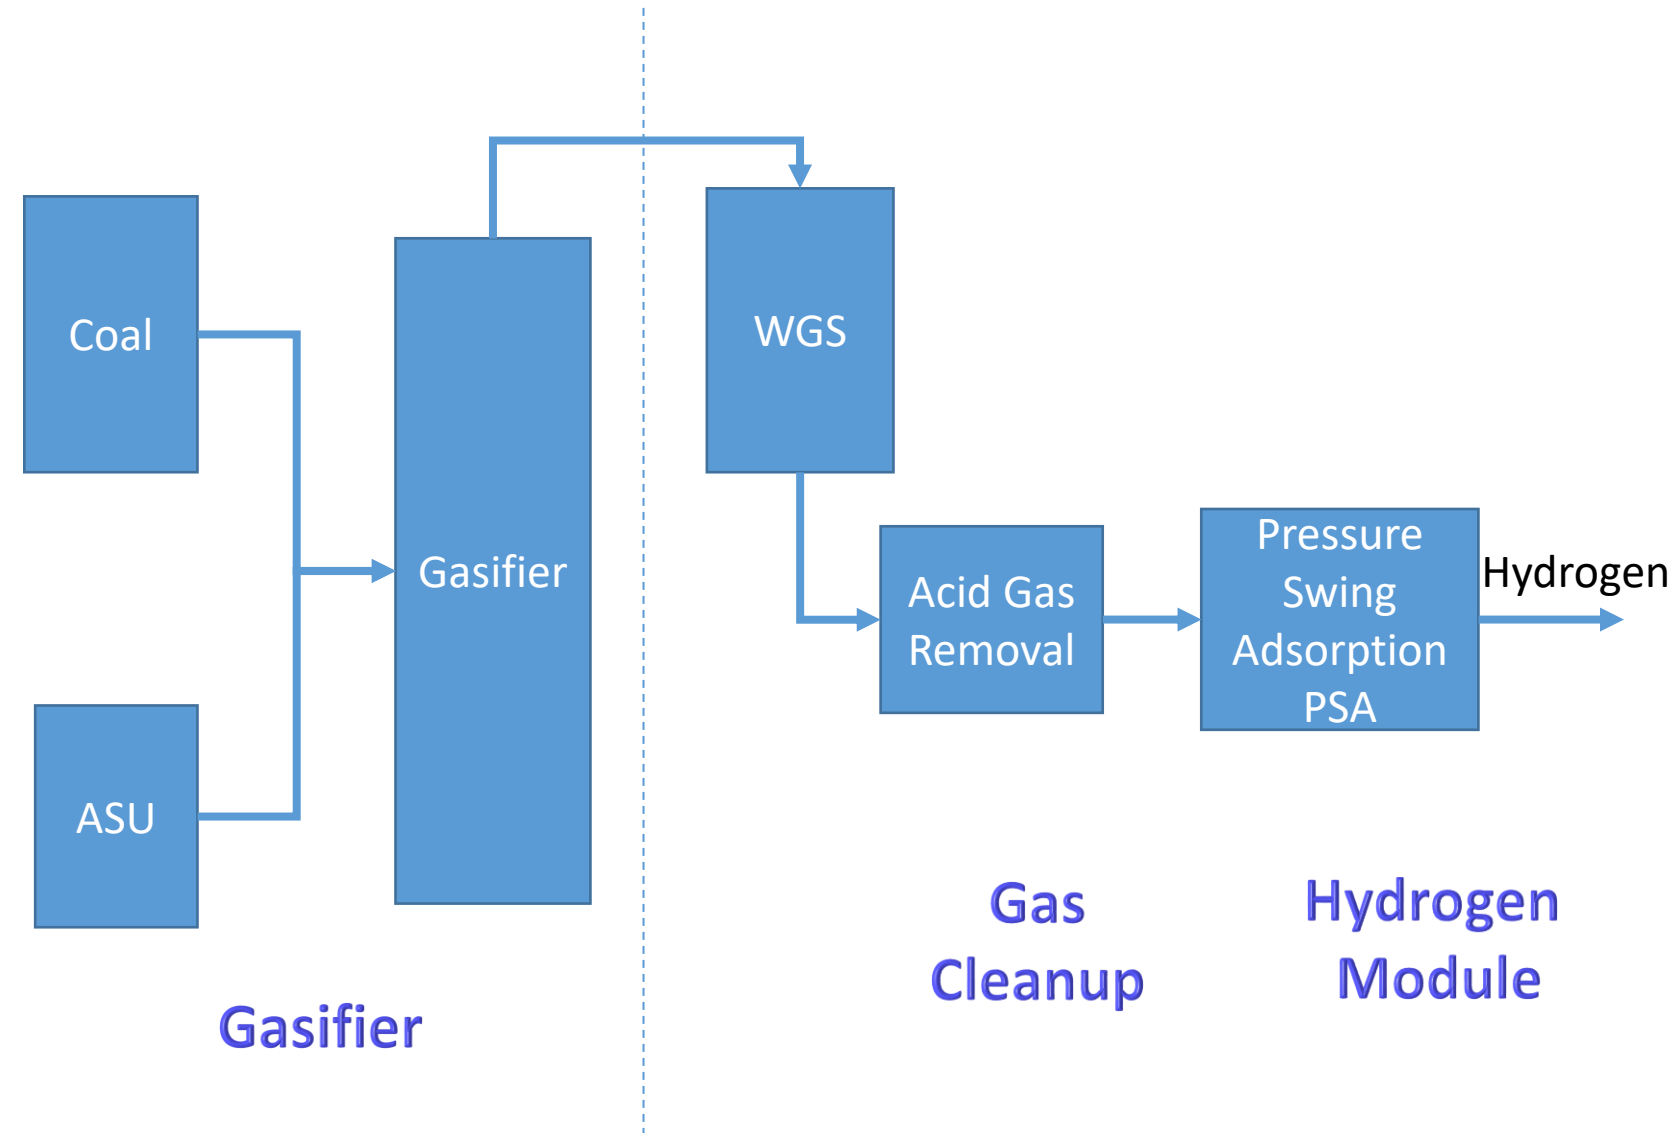 Coal
ASU
Gasifier
Gasifier
WGS
Acid Gas
Removal
Pressure
Swing
Adsorption
PSA
Hydrogen
Gas
Cleanup
Hydrogen
Module